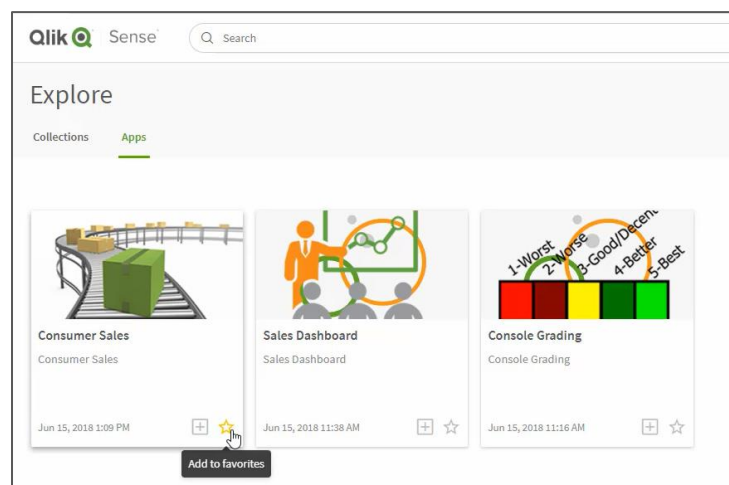 Qlik Sense
Search
Explore
Collections Apps
1-Worst
2-Worse
3-Good/Decent
4-Better
5-Best
Consumer Sales
Consumer Sales
Jun 15, 2018 1:09 PM
Add to favorites
Sales Dashboard
Sales Dashboard
Jun 15, 2018 11:38 AM
Console Grading
Console Grading
Jun 15, 2018 11:16 AM